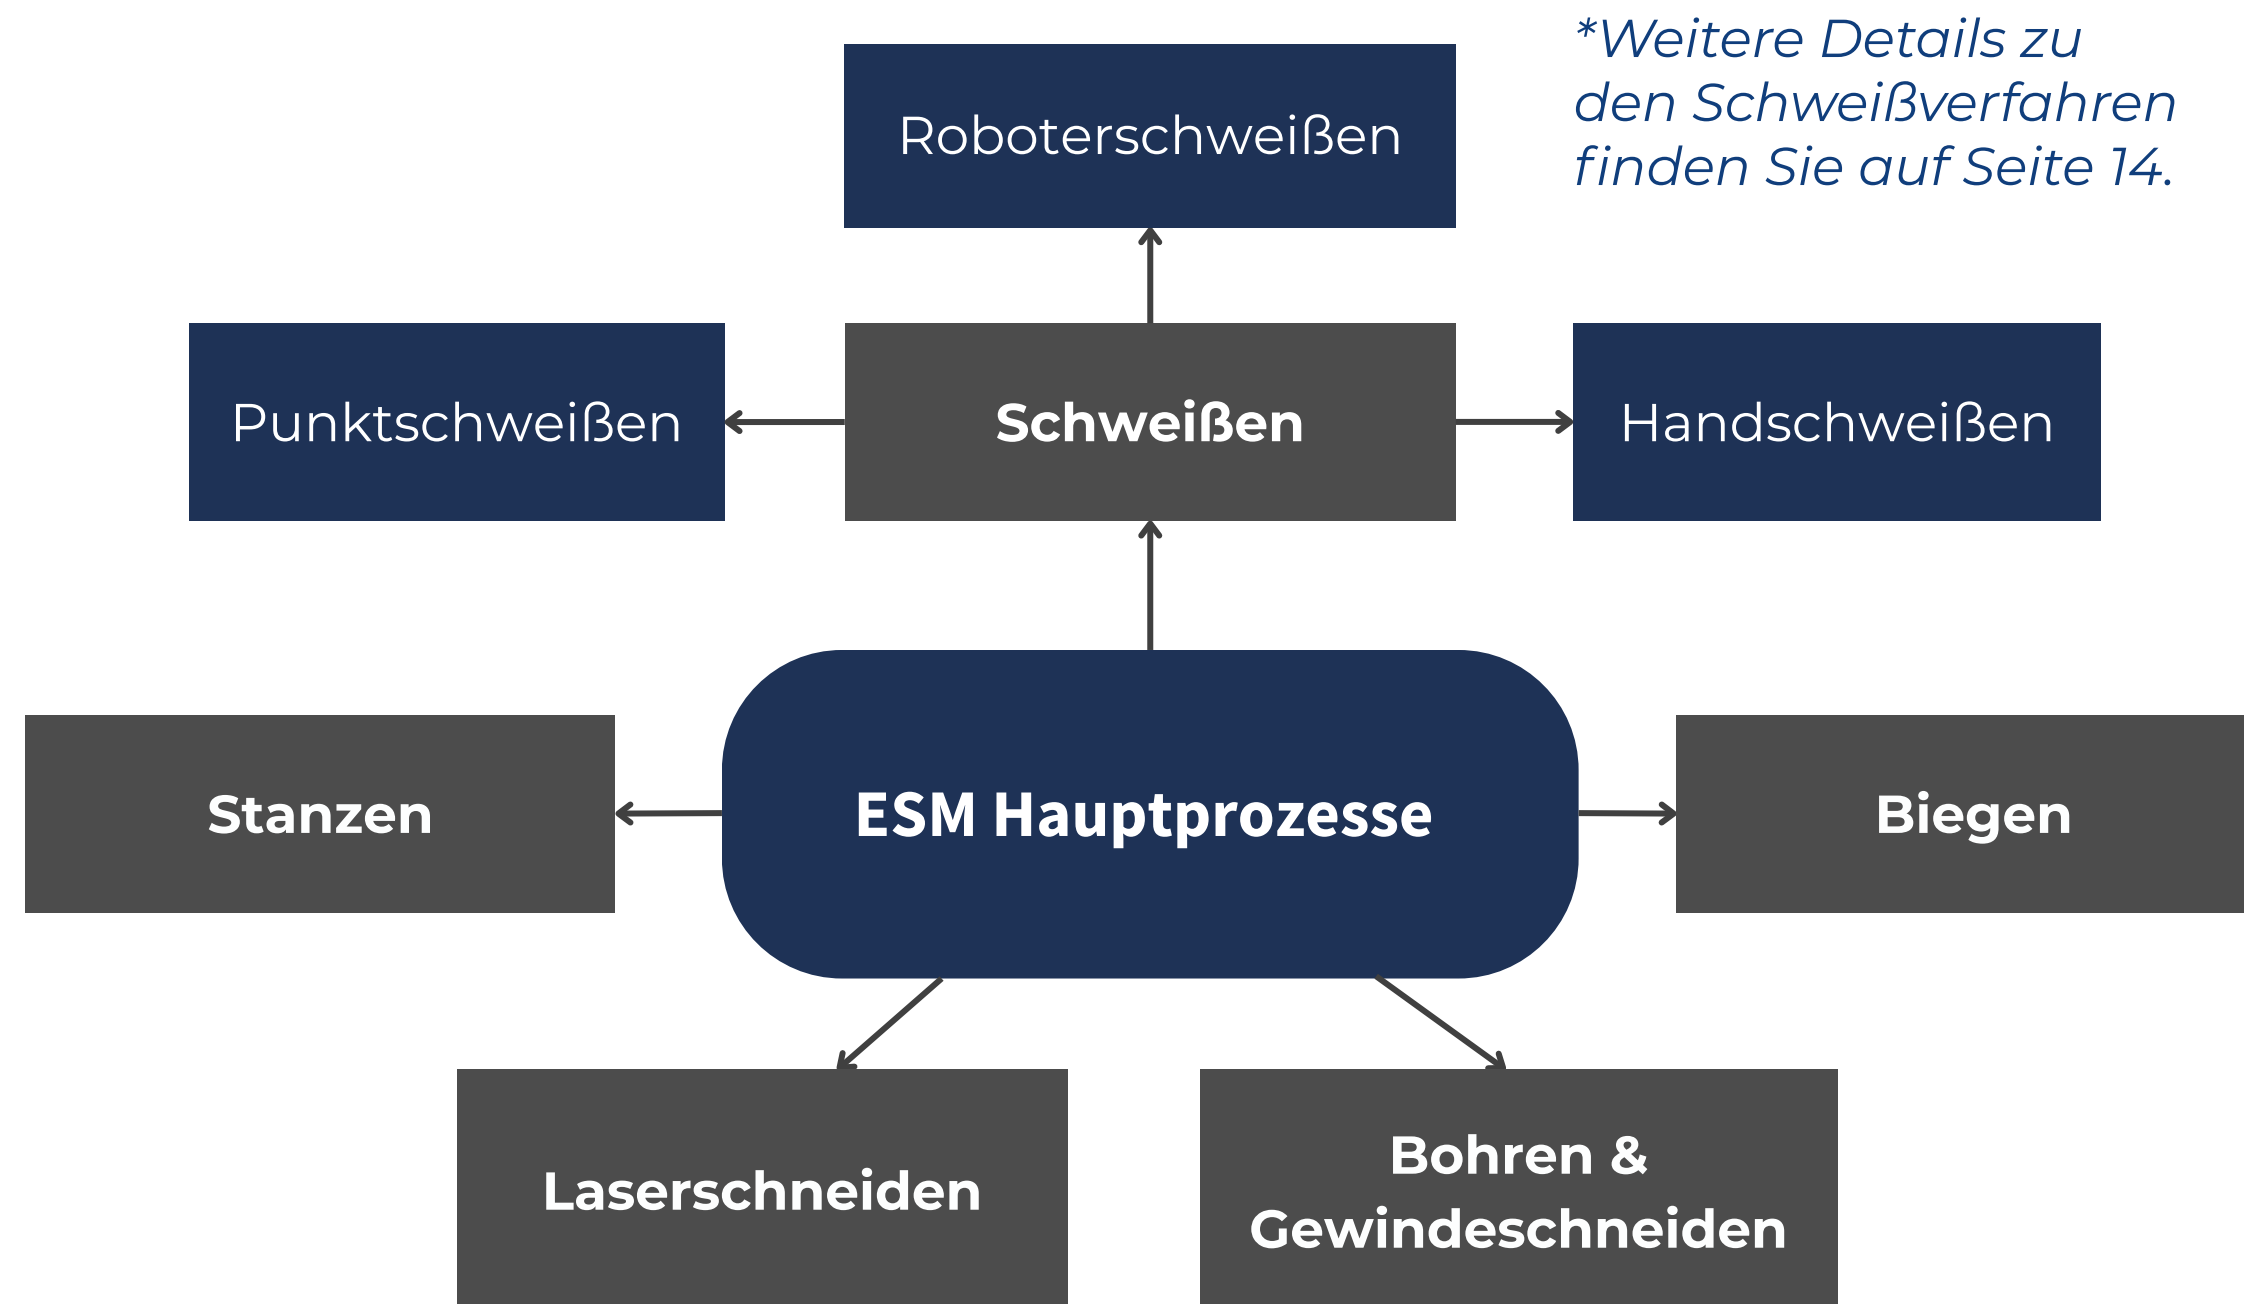 *Weitere Details zu
den Schweißverfahren
finden Sie auf Seite 14.
Roboterschweißen
Punktschweißen
Schweißen
Handschweißen
Stanzen
ESM Hauptprozesse
Biegen
Laserschneiden
Bohren &
Gewindeschneiden